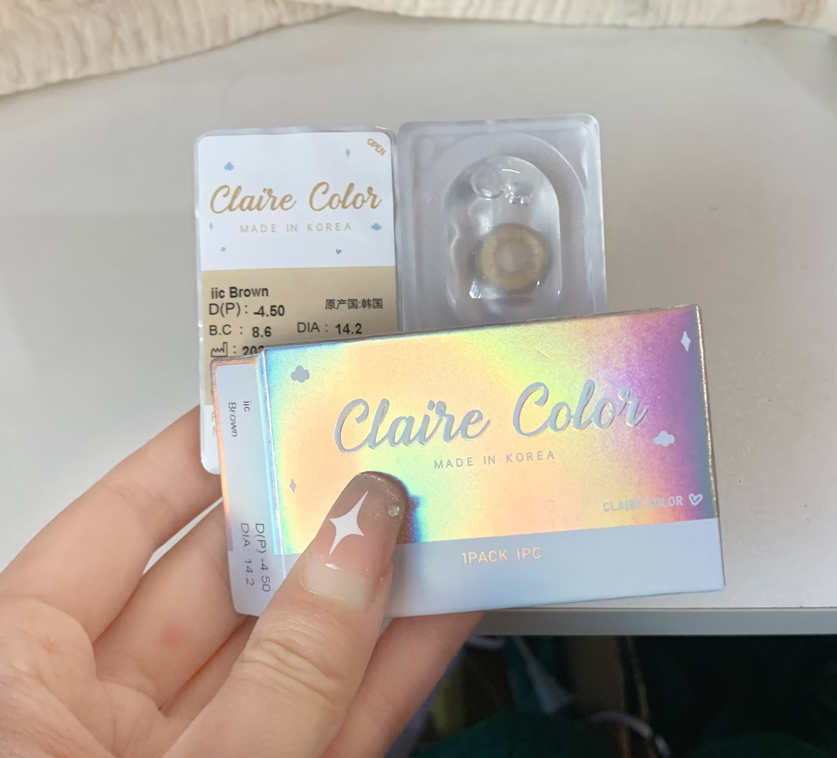 OPEN
Claire Color
MADE IN KOREA
iic Brown
D(P) : -4.50
原产国:韩国
B.C : 8.6 DIA : 14.2
: 202
Claire Color
MADE IN KOREA
CLAIRE COLOR
1PACK 1PC
iic
Brown
D(P) -4.50
DIA: 14.2